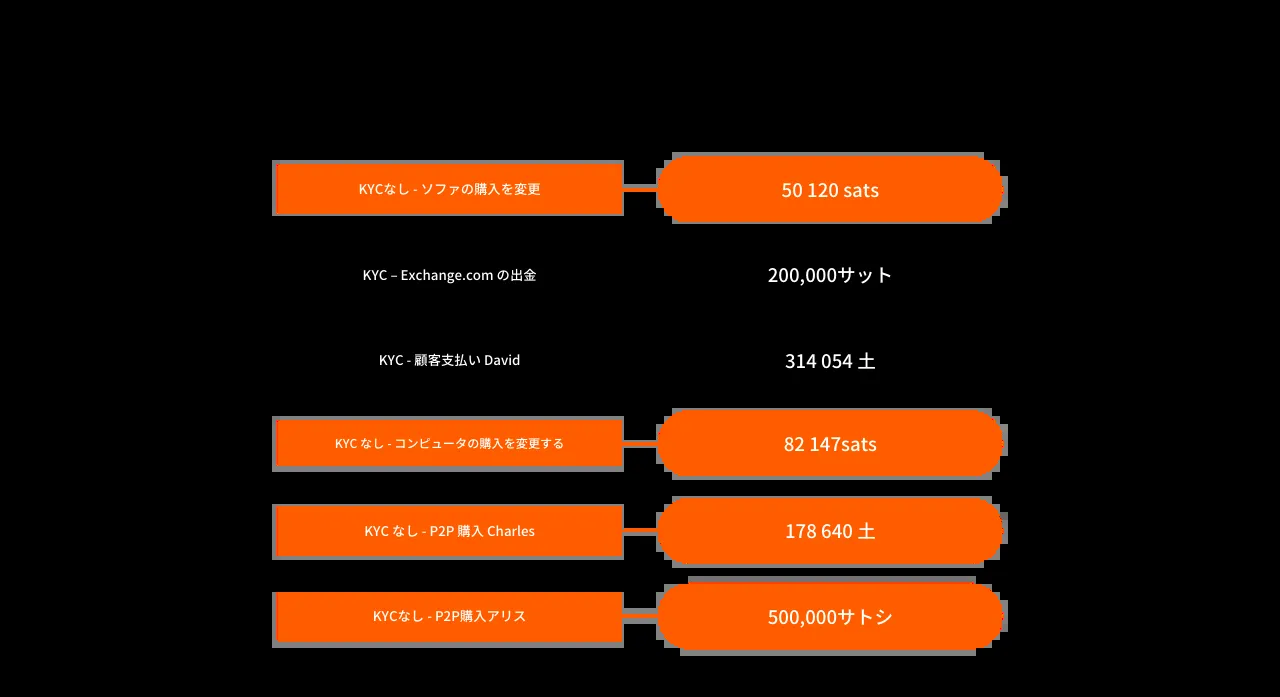 KYCなし - ソファの購入を変更
50 120 sats
KYC – Exchange.com の出金
200,000サット
KYC - 顧客支払い David
314 054 土
KYC なし - コンピュータの購入を変更する
82 147sats
KYC なし - P2P 購入 Charles
178 640 土
KYCなし - P2P購入アリス
500,000サトシ